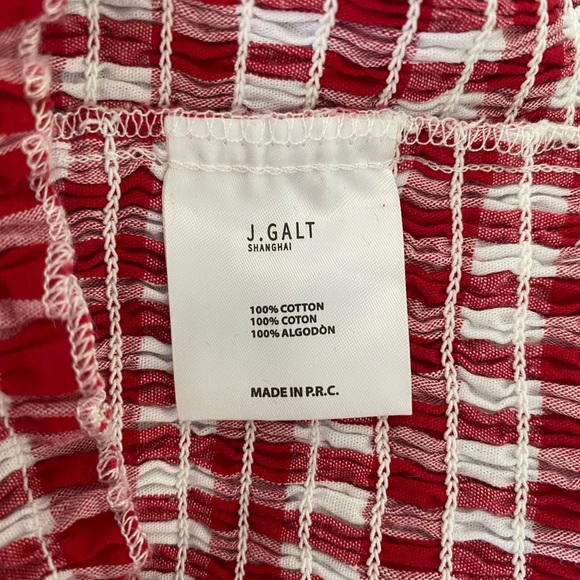 J.GALT
SHANGHAI
100% COTTON
100% COTON
100% ALGODÒN
MADE IN P.R.C.